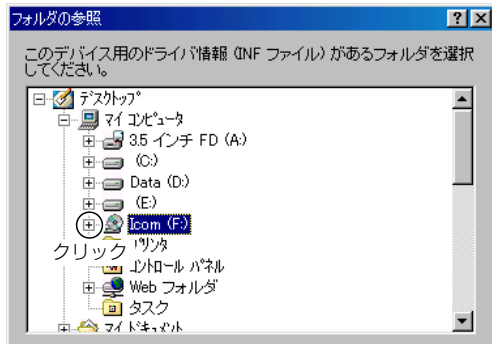 フォルダの参照
このデバイス用のドライバ情報 (INF ファイル) があるフォルダを選択
してください。
デスクトップ
マイ コンピュータ
3.5 インチ FD (A:)
(C:)
Data (D:)
(E:)
Icom (F:)
クリック
プリンタ
コントロール パネル
Web フォルダ
タスク
マイ ドキュメント